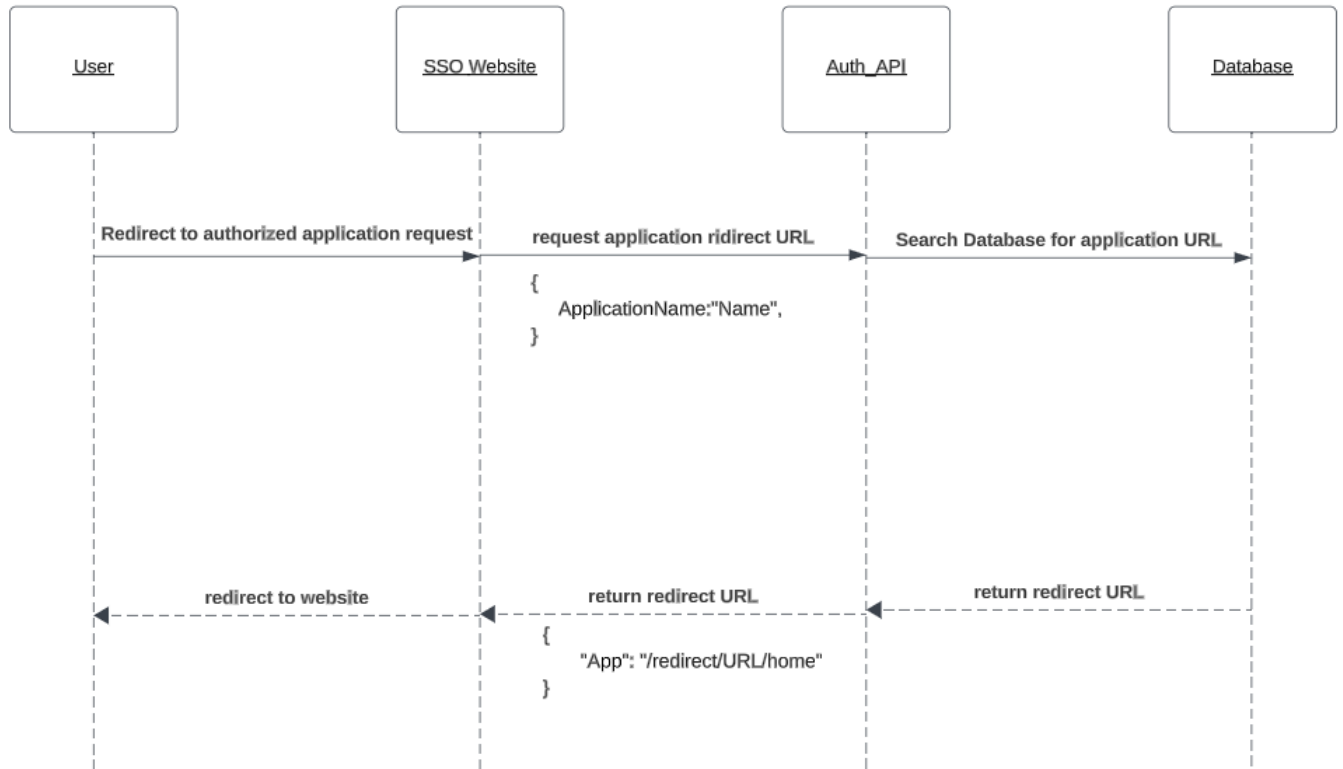 User
SSO Website
Auth_API
Database
Redirect to authorized application request
request application ridirect URL
Search Database for application URL
{
ApplicationName:"Name",
}
redirect to website
return redirect URL
return redirect URL
{
"App": "/redirect/URL/home"
}